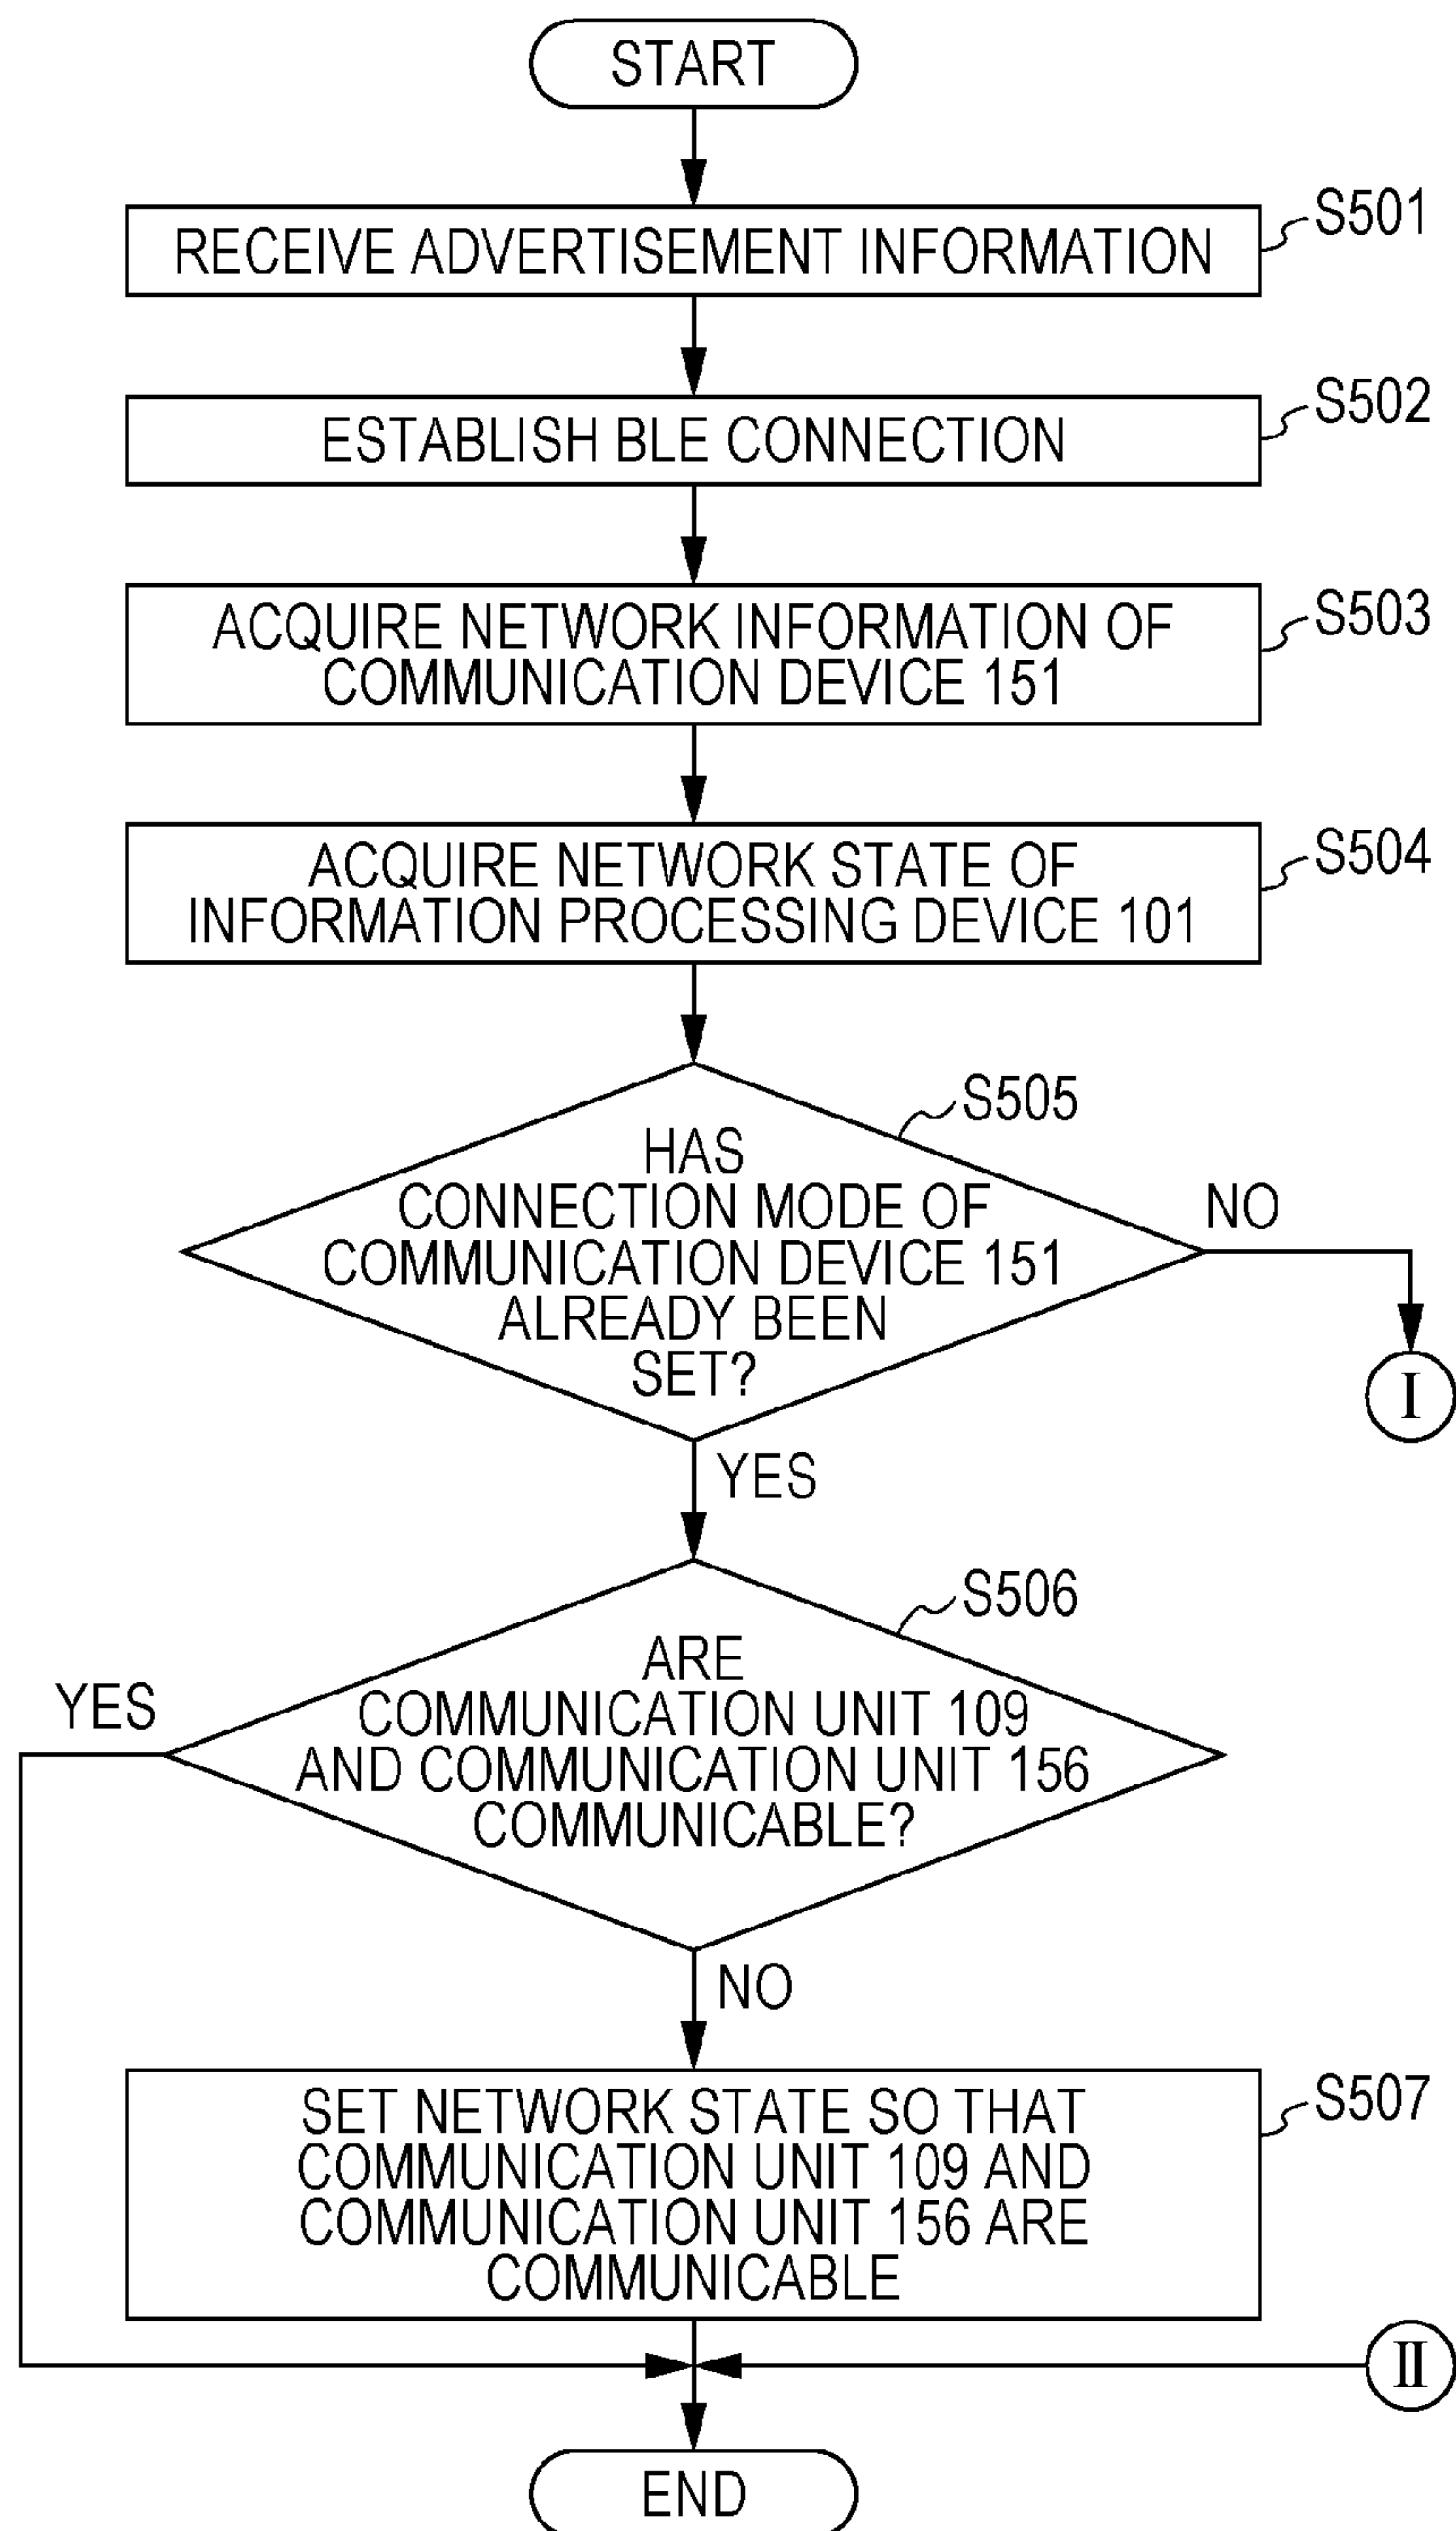 START
RECEIVE ADVERTISEMENT INFORMATION
S501
ESTABLISH BLE CONNECTION
S502
ACQUIRE NETWORK INFORMATION OF
COMMUNICATION DEVICE 151
S503
ACQUIRE NETWORK STATE OF
INFORMATION PROCESSING DEVICE 101
S504
S505
HAS
CONNECTION MODE OF
COMMUNICATION DEVICE 151
ALREADY BEEN
SET?
NO
I
YES
S506
ARE
COMMUNICATION UNIT 109
AND COMMUNICATION UNIT 156
COMMUNICABLE?
YES
NO
SET NETWORK STATE SO THAT
COMMUNICATION UNIT 109 AND
COMMUNICATION UNIT 156 ARE
COMMUNICABLE
S507
II
END